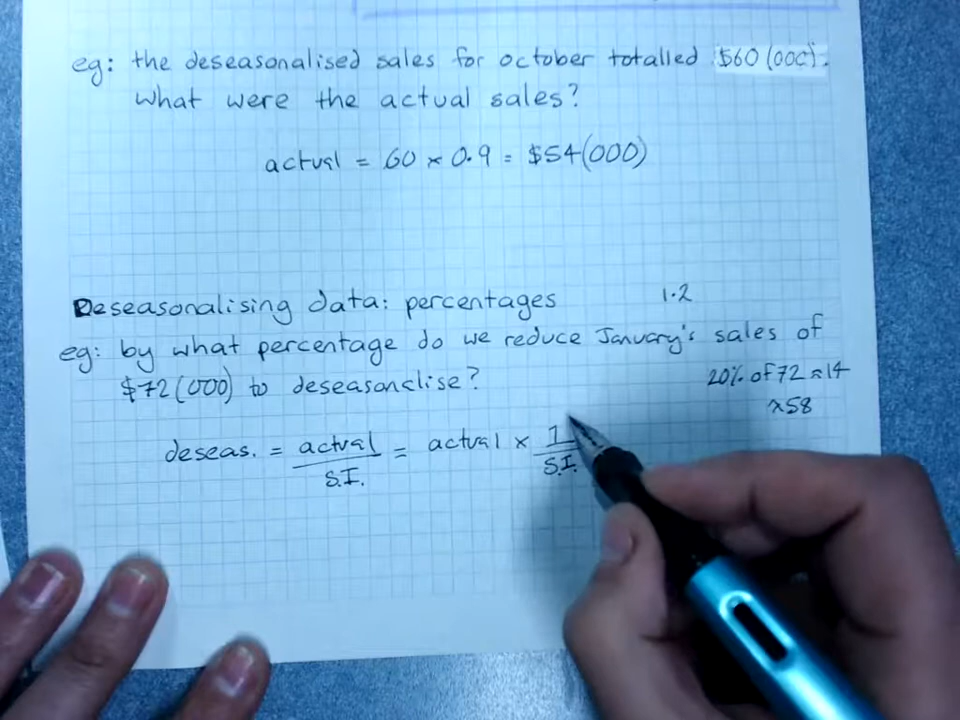 eg: the deseasonalised sales for october totalled $60(000).
what were the actual sales?
actual = 60 × 0.9 = $54(000)
Deseasonalising data: percentages 1.2
eg: by what percentage do we reduce January's sales of
$72(000) to deseasonalise?
20% of 72 ≈ 14
≈ 58
deseas. = actual / S.I. = actual × 1 / S.I.